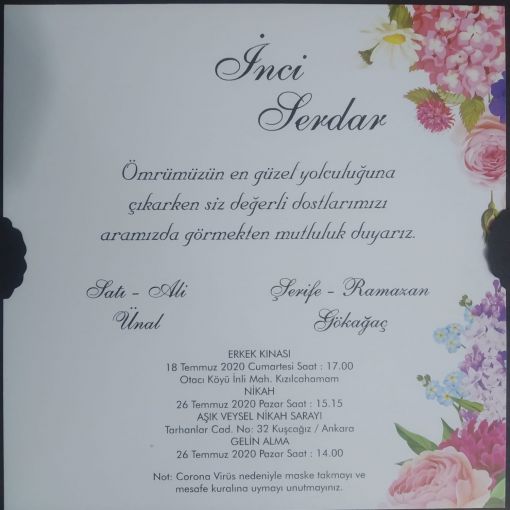 İnci
Serdar
Ömrümüzün en güzel yolculuğuna
çıkarken siz değerli dostlarımızı
aramızda görmekten mutluluk duyarız.
Satı - Ali
Ünal
Şerife - Ramazan
Gökağaç
ERKEK KINASI
18 Temmuz 2020 Cumartesi Saat : 17.00
Otacı Köyü İnli Mah. Kızılcahamam
NİKAH
26 Temmuz 2020 Pazar Saat : 15.15
AŞIK VEYSEL NİKAH SARAYI
Tarhanlar Cad. No: 32 Kuşcağız / Ankara
GELİN ALMA
26 Temmuz 2020 Pazar Saat : 14.00
Not: Corona Virüs nedeniyle maske takmayı ve
mesafe kuralına uymayı unutmayınız.